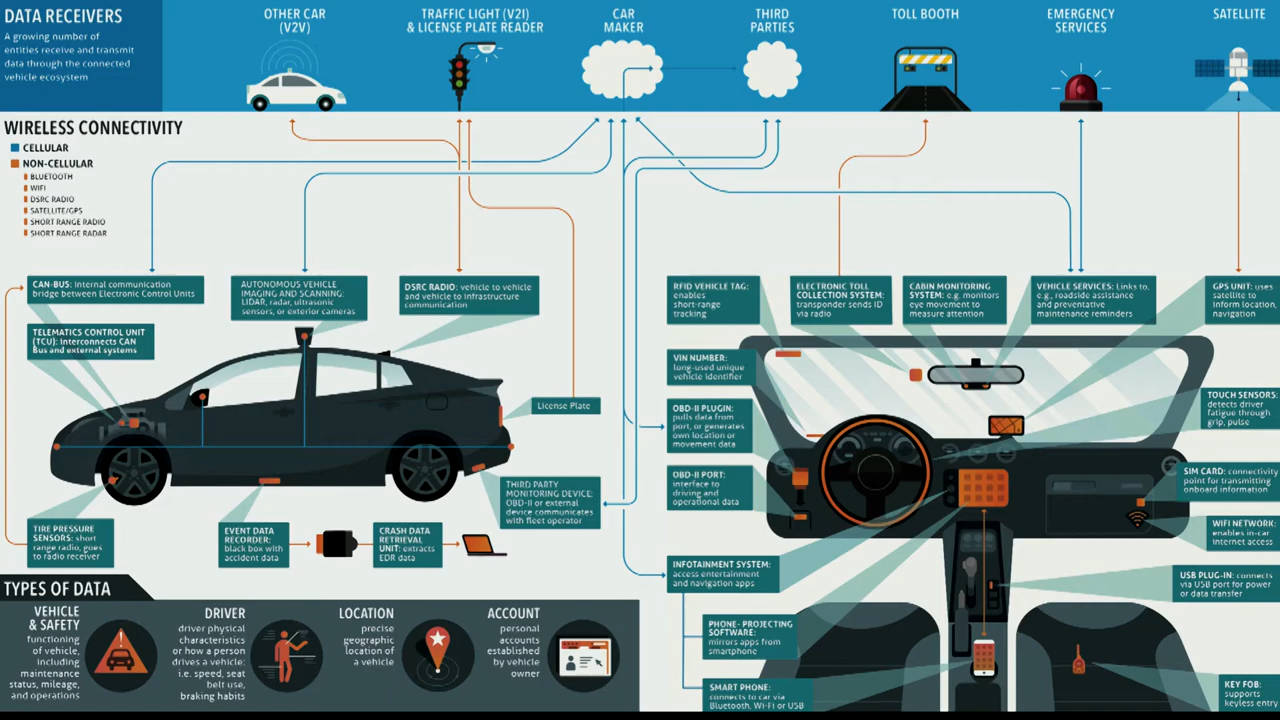 DATA RECEIVERS
A growing number of
entities receive and transmit
data through the connected
vehicle ecosystem
OTHER CAR
(V2V)
TRAFFIC LIGHT (V2I)
& LICENSE PLATE READER
CAR
MAKER
THIRD
PARTIES
TOLL BOOTH
EMERGENCY
SERVICES
SATELLITE
WIRELESS CONNECTIVITY
CELLULAR
NON-CELLULAR
BLUETOOTH
WIFI
DSRC RADIO
SATELLITE/GPS
SHORT RANGE RADIO
SHORT RANGE RADAR
CAN-BUS: internal communication
bridge between Electronic Control Units
AUTONOMOUS VEHICLE
IMAGING AND SCANNING:
LIDAR, radar, ultrasonic
sensors, or exterior cameras
DSRC RADIO: vehicle to vehicle
and vehicle to infrastructure
communication
TELEMATICS CONTROL UNIT
(TCU): interconnects CAN
Bus and external systems
License Plate
THIRD PARTY
MONITORING DEVICE:
OBD-II or external
device communicates
with fleet operator
TIRE PRESSURE
SENSORS: short
range radio, goes
to radio receiver
EVENT DATA
RECORDER:
black box with
accident data
CRASH DATA
RETRIEVAL
UNIT: extracts
EDR data
RFID VEHICLE TAG:
enables
short-range
tracking
ELECTRONIC TOLL
COLLECTION SYSTEM:
transponder sends ID
via radio
CABIN MONITORING
SYSTEM: e.g. monitors
eye movement to
measure attention
VEHICLE SERVICES: Links to,
e.g., roadside assistance
and preventative
maintenance reminders
GPS UNIT: uses
satellite to
inform location,
navigation
VIN NUMBER:
long-used unique
vehicle identifier
OBD-II PLUGIN:
pulls data from
port, or generates
own location or
movement data
OBD-II PORT:
interface to
driving and
operational data
TOUCH SENSORS:
detects driver
fatigue through
grip, pulse
SIM CARD: connectivity
point for transmitting
onboard information
WIFI NETWORK:
enables in-car
internet access
USB PLUG-IN: connects
via USB port for power
or data transfer
INFOTAINMENT SYSTEM:
access entertainment
and navigation apps
PHONE- PROJECTING
SOFTWARE:
mirrors apps from
smartphone
SMART PHONE:
connects to car via
Bluetooth, Wi-Fi or USB
KEY FOB:
supports
keyless entry
TYPES OF DATA
VEHICLE
& SAFETY
functioning
of vehicle,
including
maintenance
status, mileage,
and operations
DRIVER
driver physical
characteristics
or how a person
drives a vehicle:
i.e. speed, seat
belt use,
braking habits
LOCATION
precise
geographic
location of
a vehicle
ACCOUNT
personal
accounts
established
by vehicle
owner